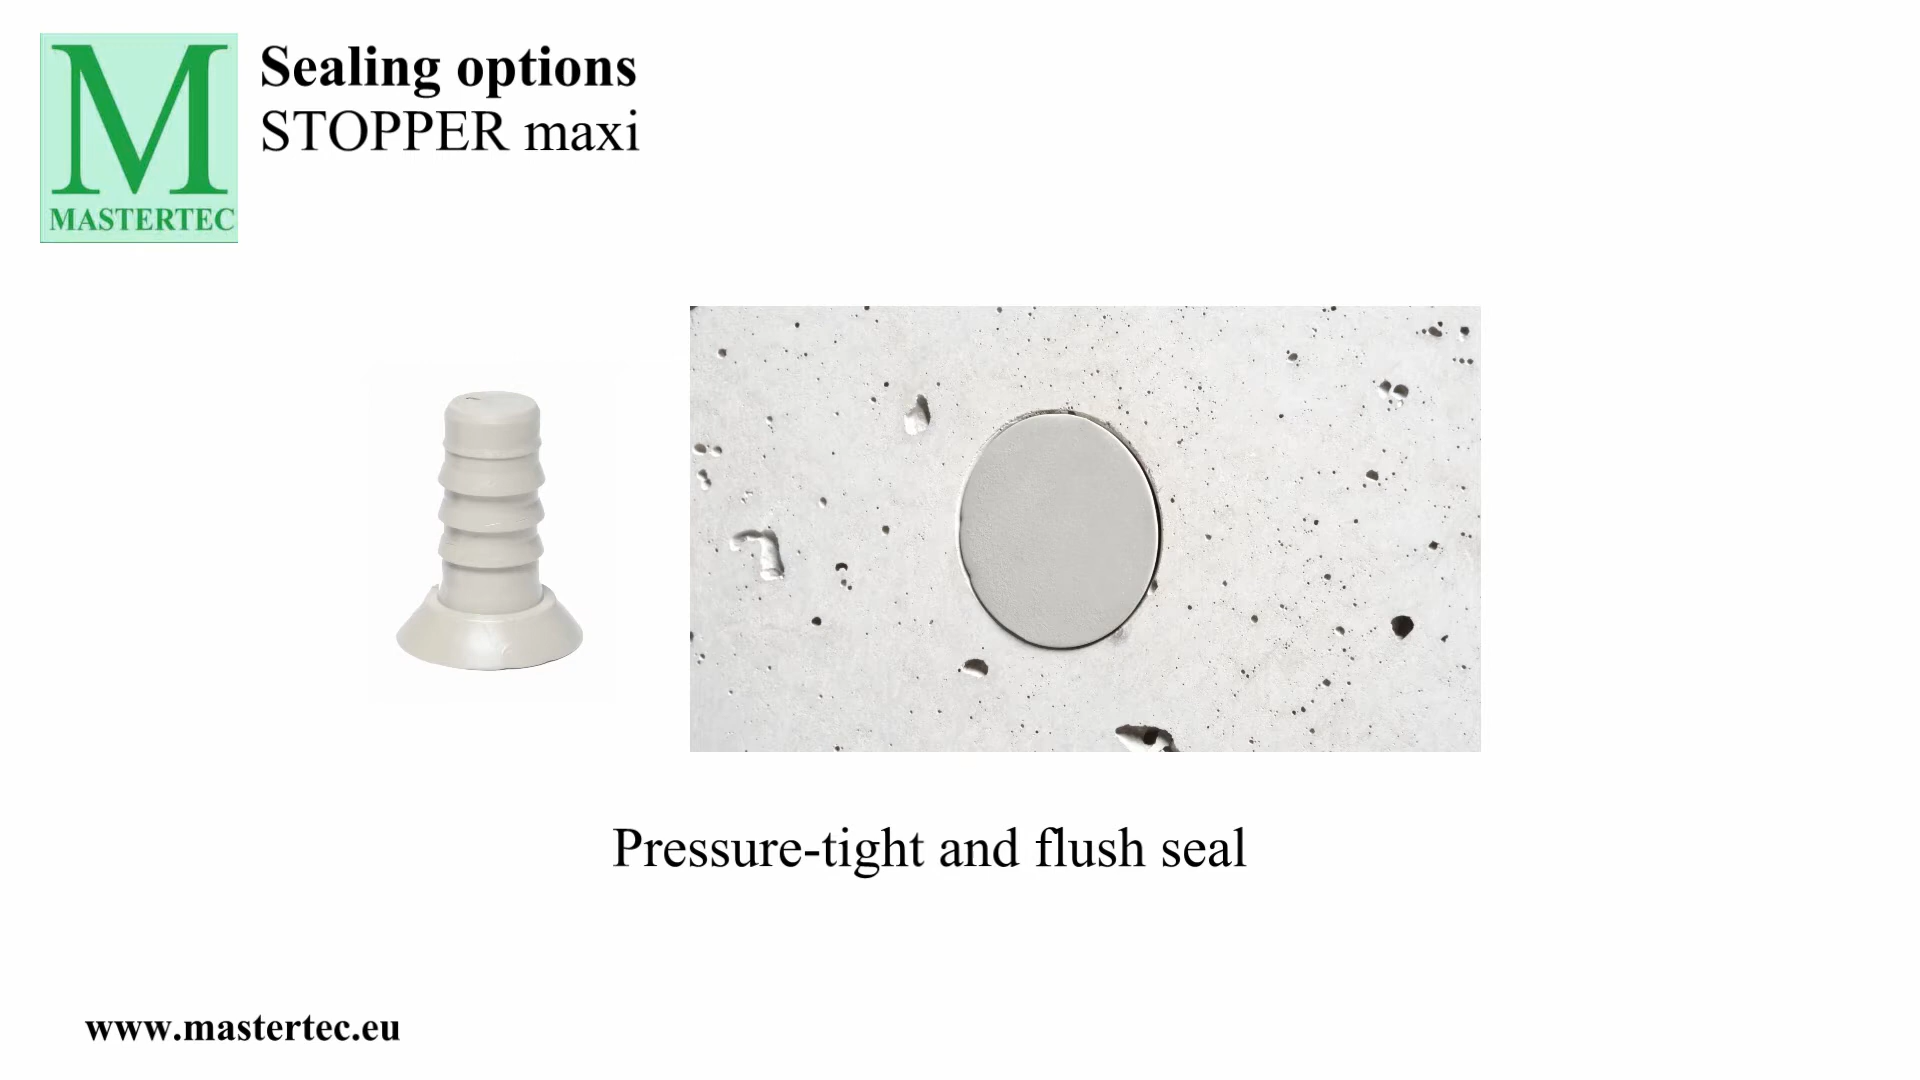 M
MASTERTEC
Sealing options
STOPPER maxi
Pressure-tight and flush seal
www.mastertec.eu